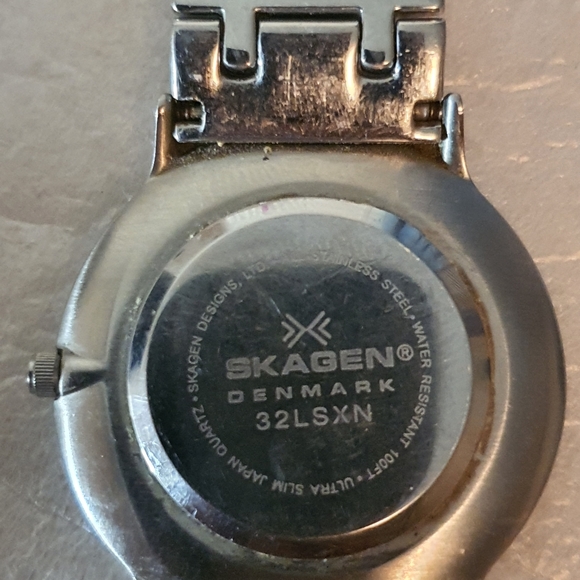 SKAGEN®
DENMARK
32LSXN
STAINLESS STEEL • WATER RESISTANT 100FT • ULTRA SLIM JAPAN QUARTZ • SKAGEN DESIGNS, LTD.